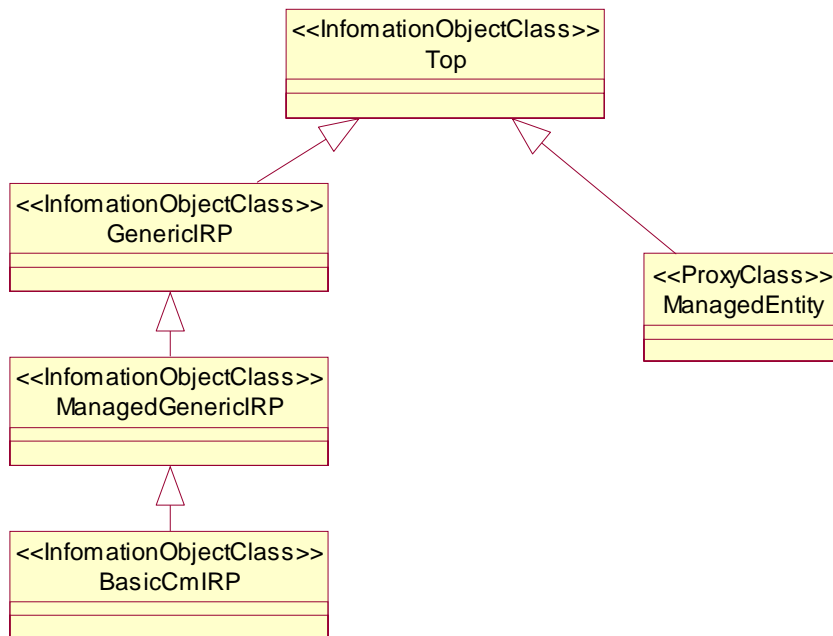 <<InfomationObjectClass>>
Top
<<InfomationObjectClass>>
GenericIRP
<<ProxyClass>>
ManagedEntity
<<InfomationObjectClass>>
ManagedGenericIRP
<<InfomationObjectClass>>
BasicCmIRP